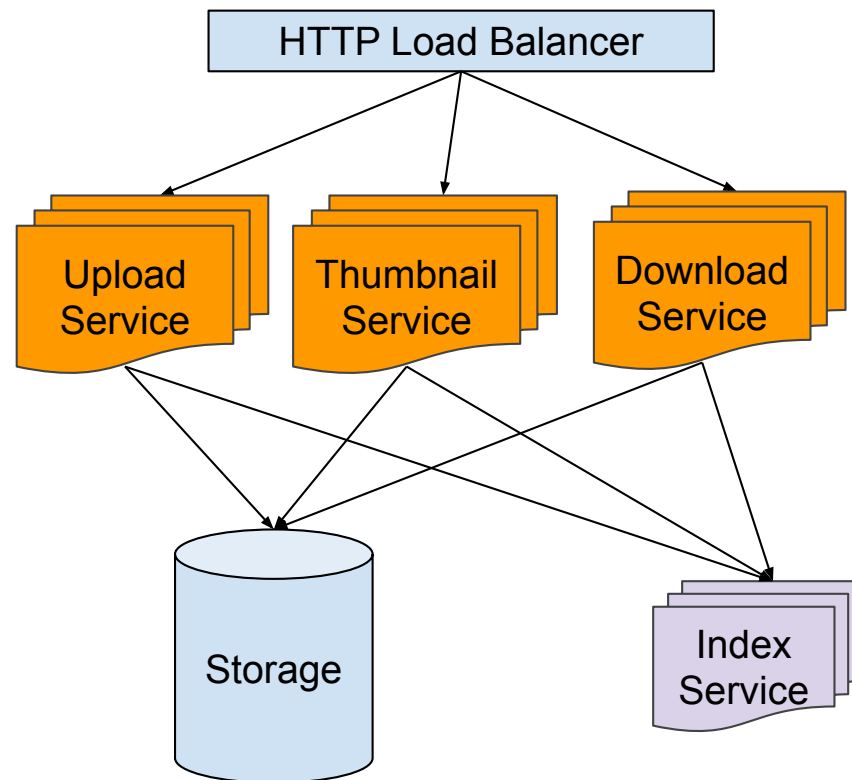 HTTP Load Balancer
Upload
Service
Thumbnail
Service
Download
Service
Storage
Index
Service